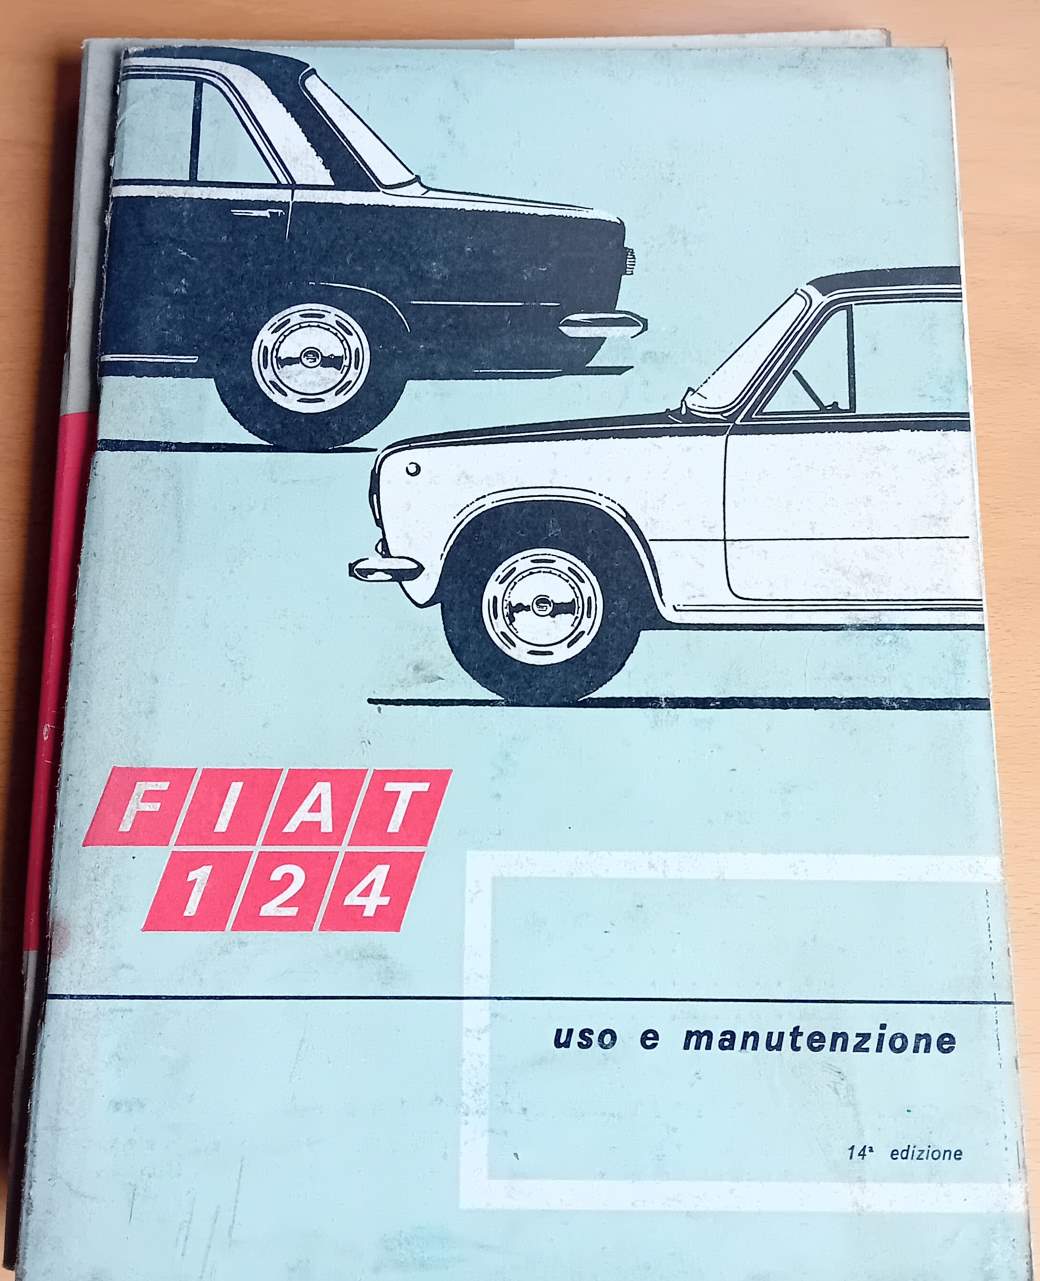 FIAT
124
uso e manutenzione
14ª edizione